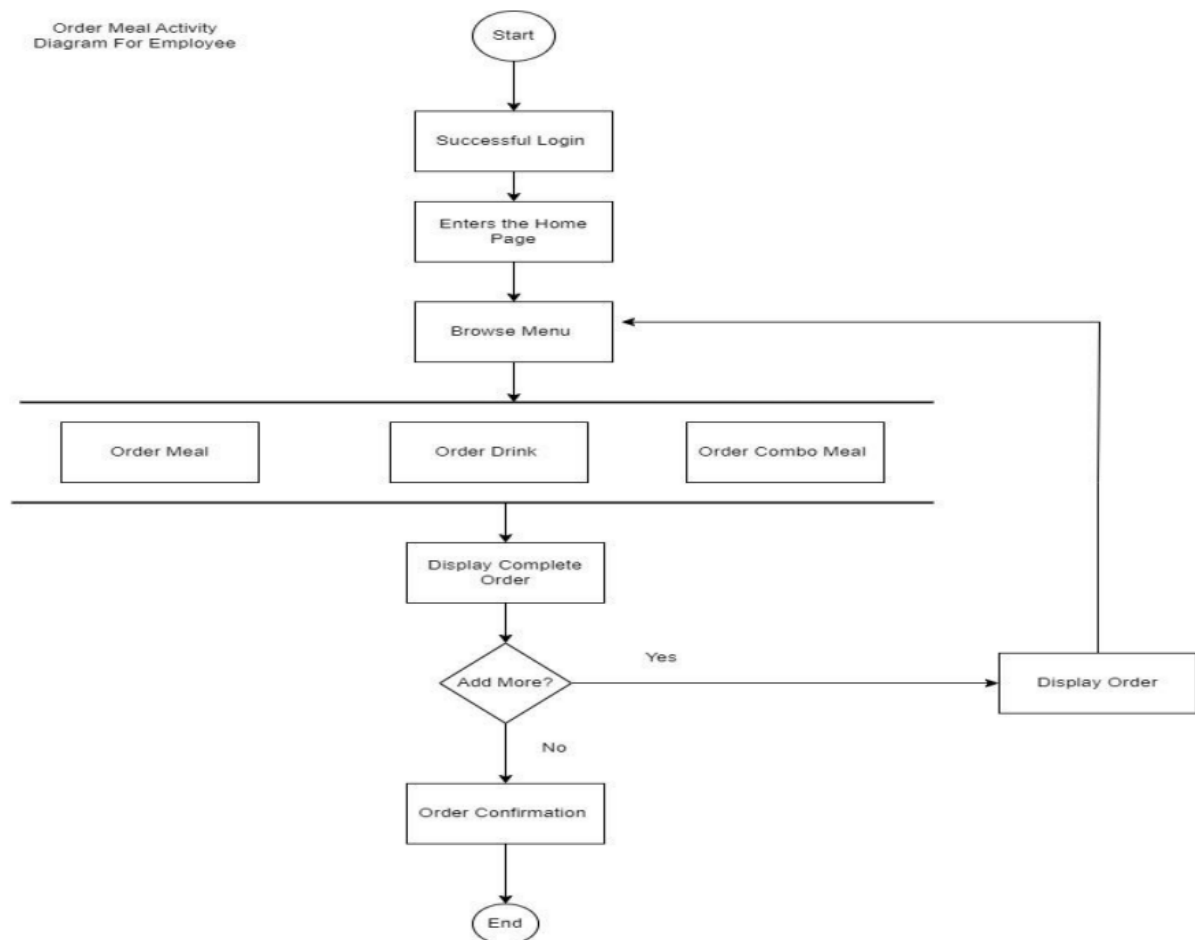 Order Meal Activity
Diagram For Employee
Start
Successful Login
Enters the Home
Page
Browse Menu
Order Meal
Order Drink
Order Combo Meal
Display Complete
Order
Add More?
Yes
Display Order
No
Order Confirmation
End